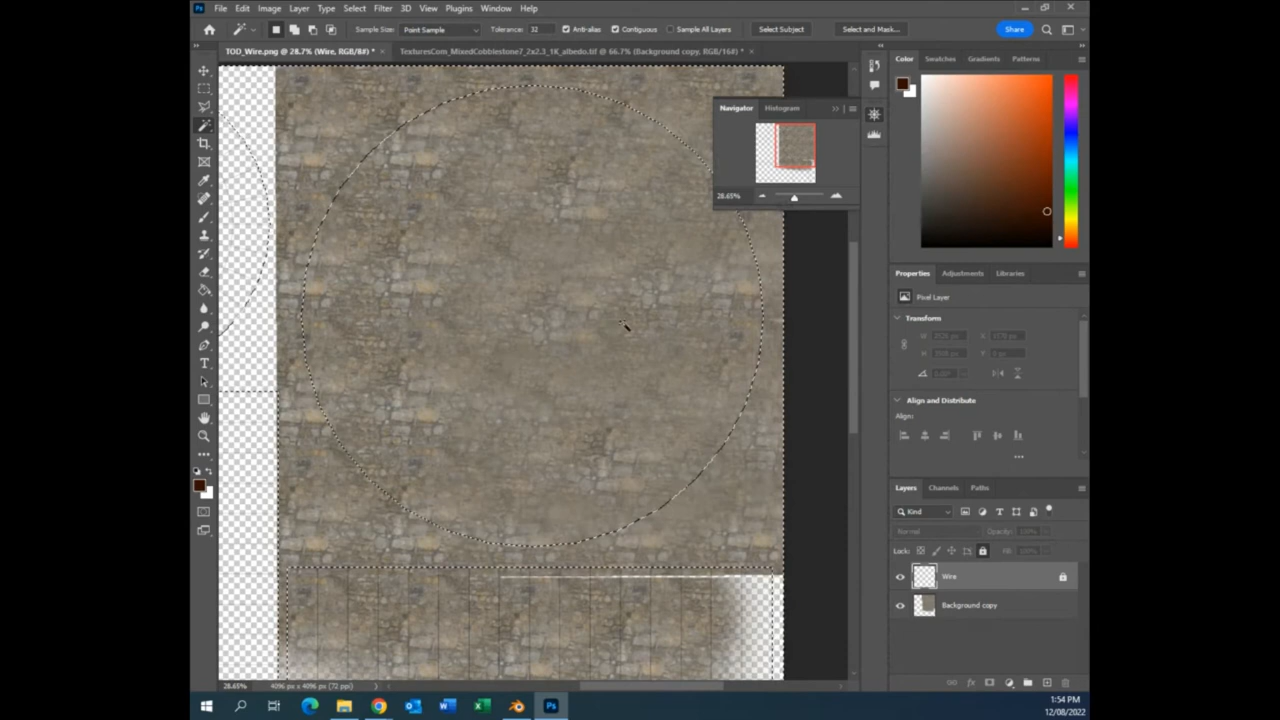 File Edit Image Layer Type Select Filter 3D View Plugins Window Help
Sample Size: Point Sample Tolerance: 32 Anti-alias Contiguous Sample All Layers Select Subject Select and Mask... Share
TOD_Wire.png @ 28.7% (Wire, RGB/8#) * × TexturesCom_MixedCobblestone7_2x2.3_1K_albedo.tif @ 66.7% (Background copy, RGB/16#) * ×
Color Swatches Gradients Patterns
Navigator Histogram
28.65%
Properties Adjustments Libraries
Pixel Layer
Transform
Align and Distribute
Align:
Layers Channels Paths
Kind
Normal Opacity: 100%
Lock: Fill: 100%
Wire
Background copy
28.65% 4096 px x 4096 px (72 ppi)
1:54 PM
12/08/2022